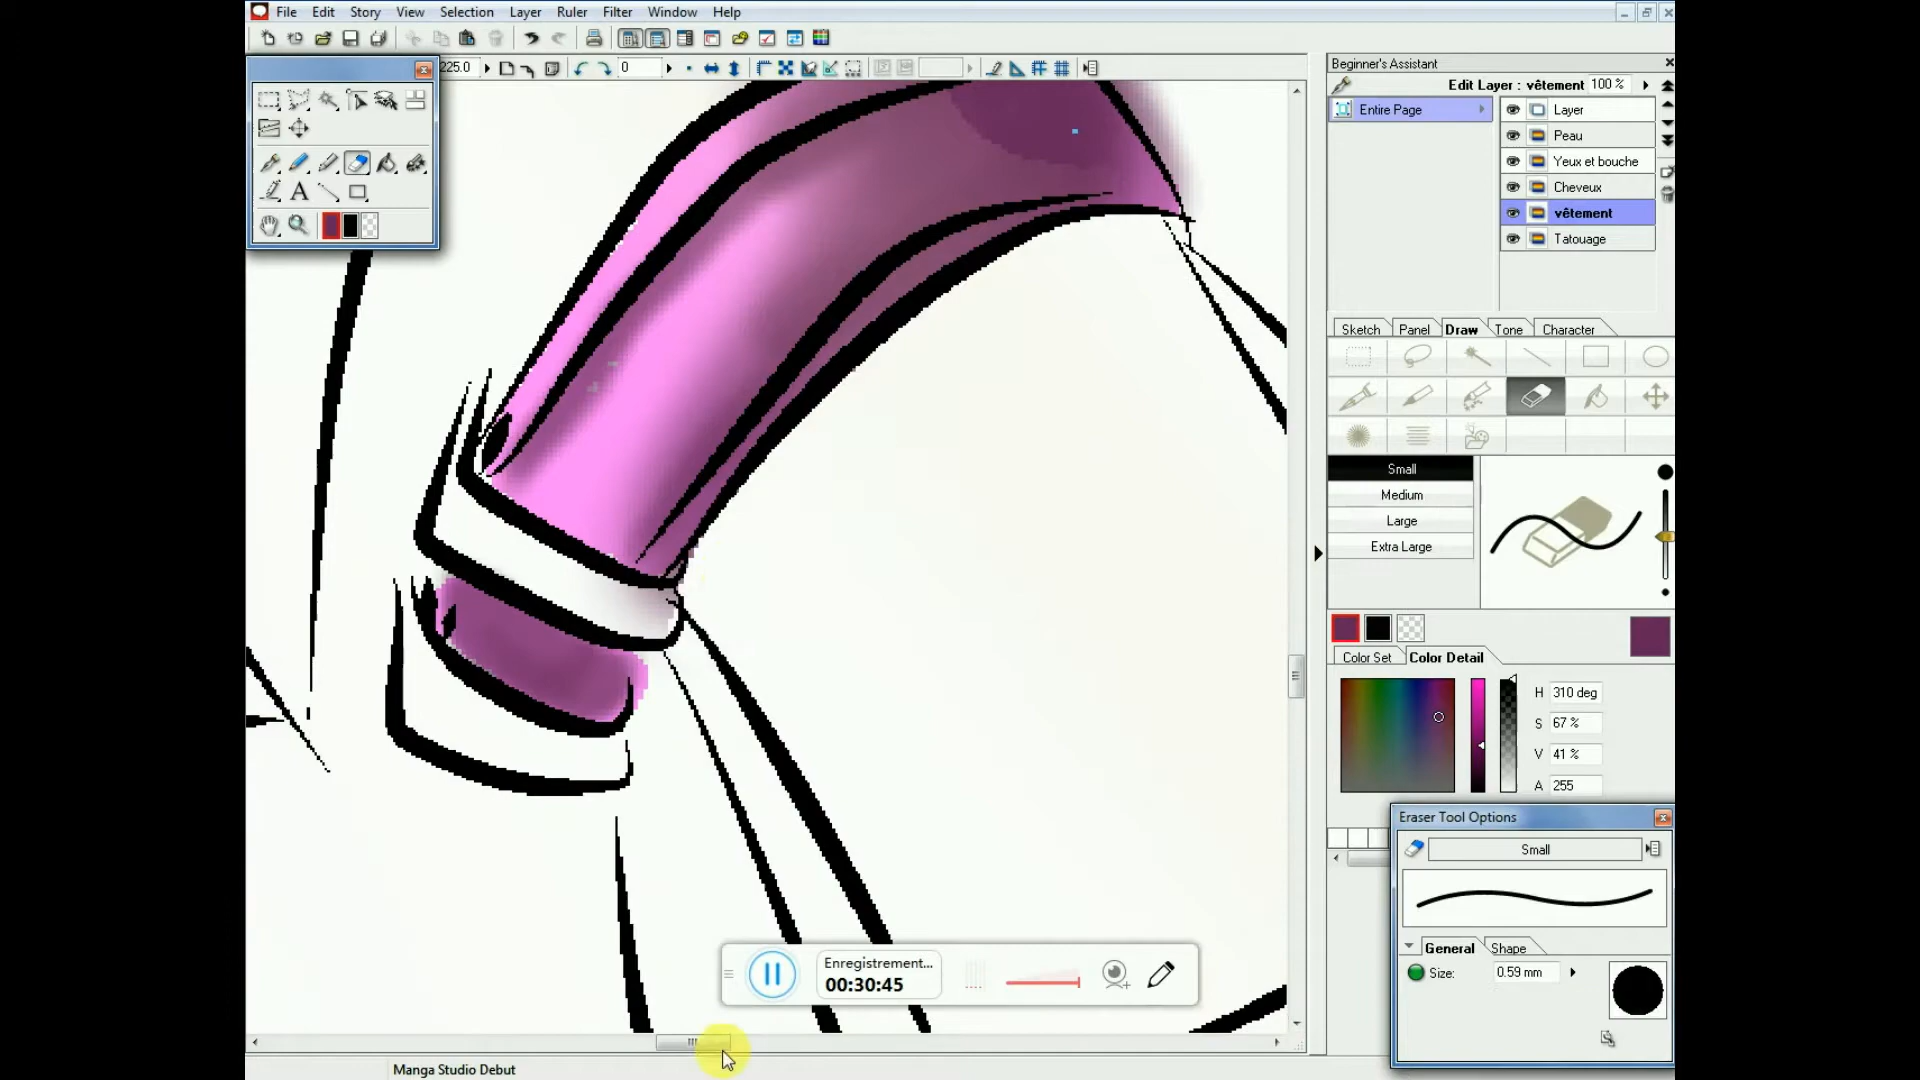 File Edit Story View Selection Layer Ruler Filter Window Help
225.0 0
Beginner's Assistant
Edit Layer : vêtement 100 %
Entire Page
Layer
Peau
Yeux et bouche
Cheveux
vêtement
Tatouage
Sketch Panel Draw Tone Character
Small
Medium
Large
Extra Large
Color Set Color Detail
H 310 deg
S 67 %
V 41 %
A 255
Eraser Tool Options
Small
General Shape
Size: 0.59 mm
Enregistrement...
00:30:45
Manga Studio Debut